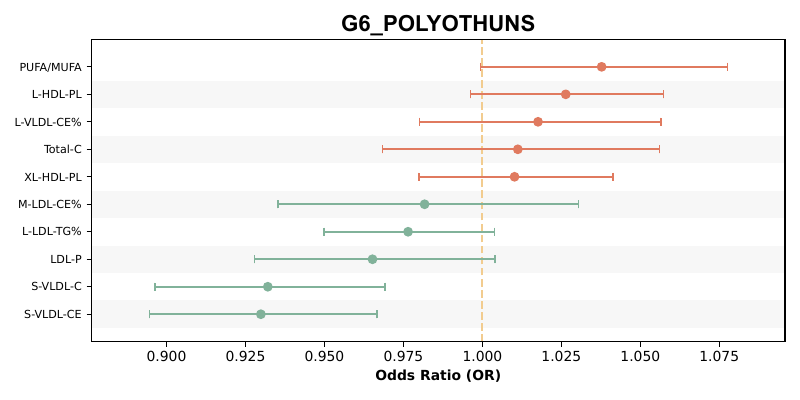 G6_POLYOTHUNS
PUFA/MUFA
L-HDL-PL
L-VLDL-CE%
Total-C
XL-HDL-PL
M-LDL-CE%
L-LDL-TG%
LDL-P
S-VLDL-C
S-VLDL-CE
0.900 0.925 0.950 0.975 1.000 1.025 1.050 1.075
Odds Ratio (OR)